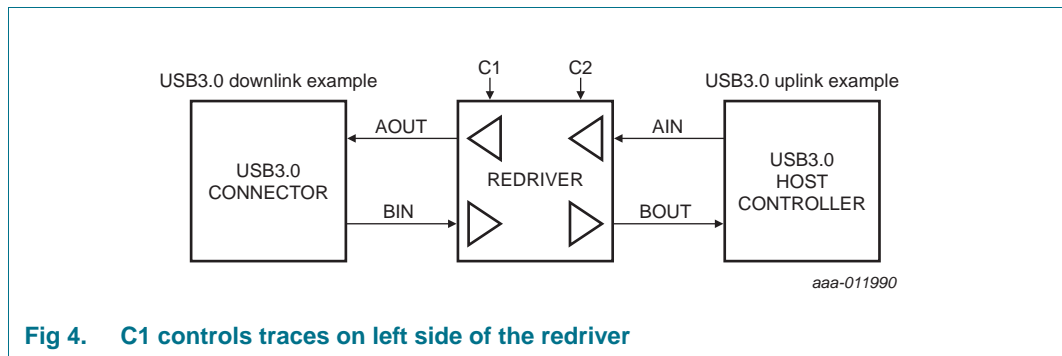 C1 C2
USB3.0 downlink example USB3.0 uplink example
AOUT AIN
USB3.0
CONNECTOR
REDRIVER
USB3.0
HOST
CONTROLLER
BIN BOUT
aaa-011990
Fig 4. C1 controls traces on left side of the redriver